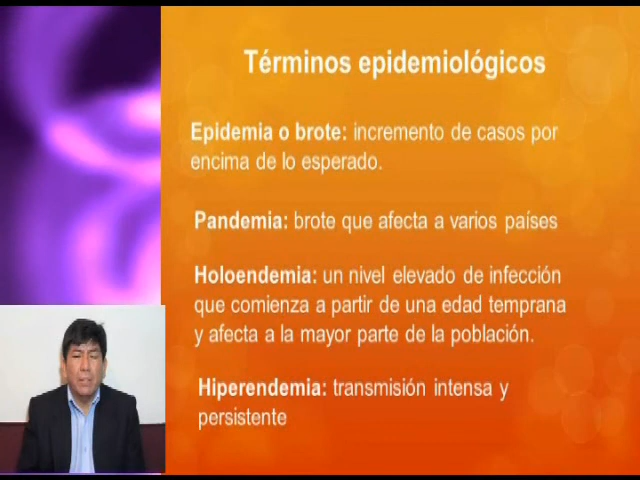 Términos epidemiológicos
Epidemia o brote: incremento de casos por
encima de lo esperado.
Pandemia: brote que afecta a varios países
Holoendemia: un nivel elevado de infección
que comienza a partir de una edad temprana
y afecta a la mayor parte de la población.
Hiperendemia: transmisión intensa y
persistente